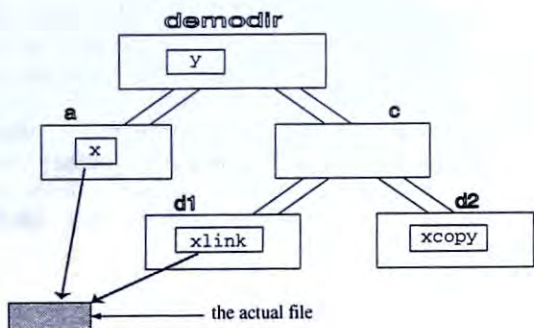 demodir
y
a
c
x
d1
d2
xlink
xcopy
the actual file